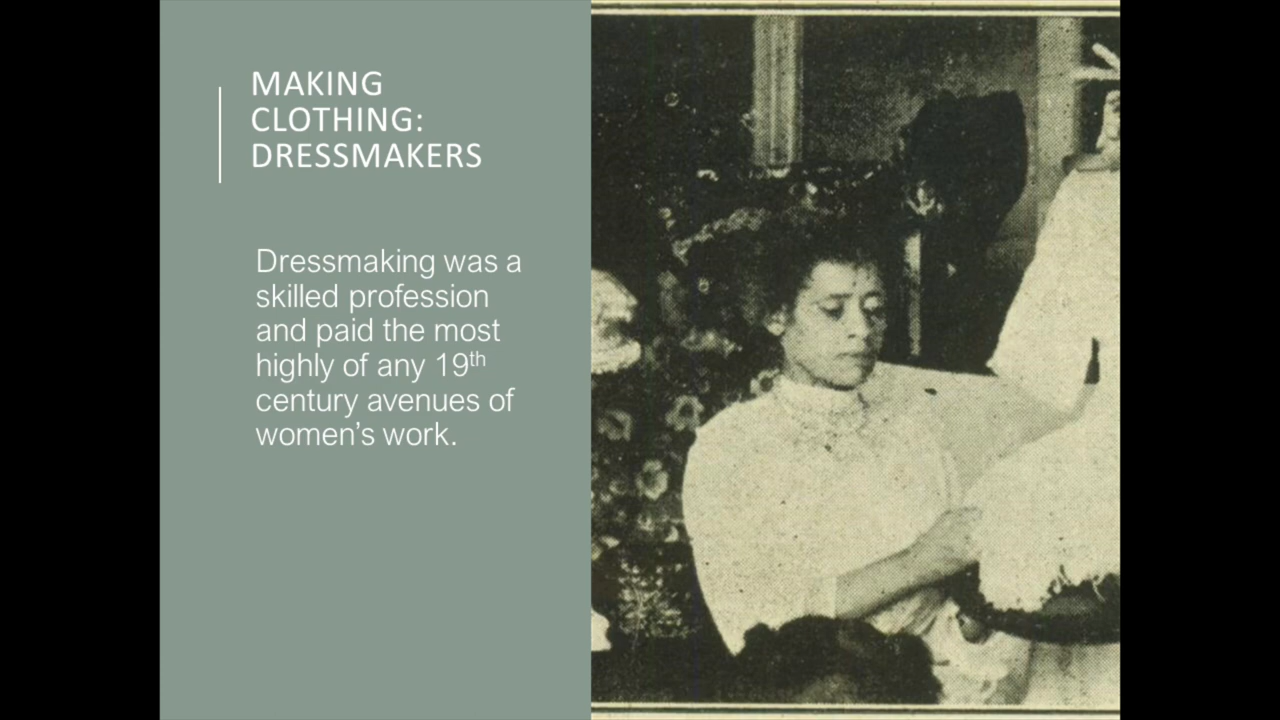 MAKING
CLOTHING:
DRESSMAKERS
Dressmaking was a
skilled profession
and paid the most
highly of any 19th
century avenues of
women’s work.